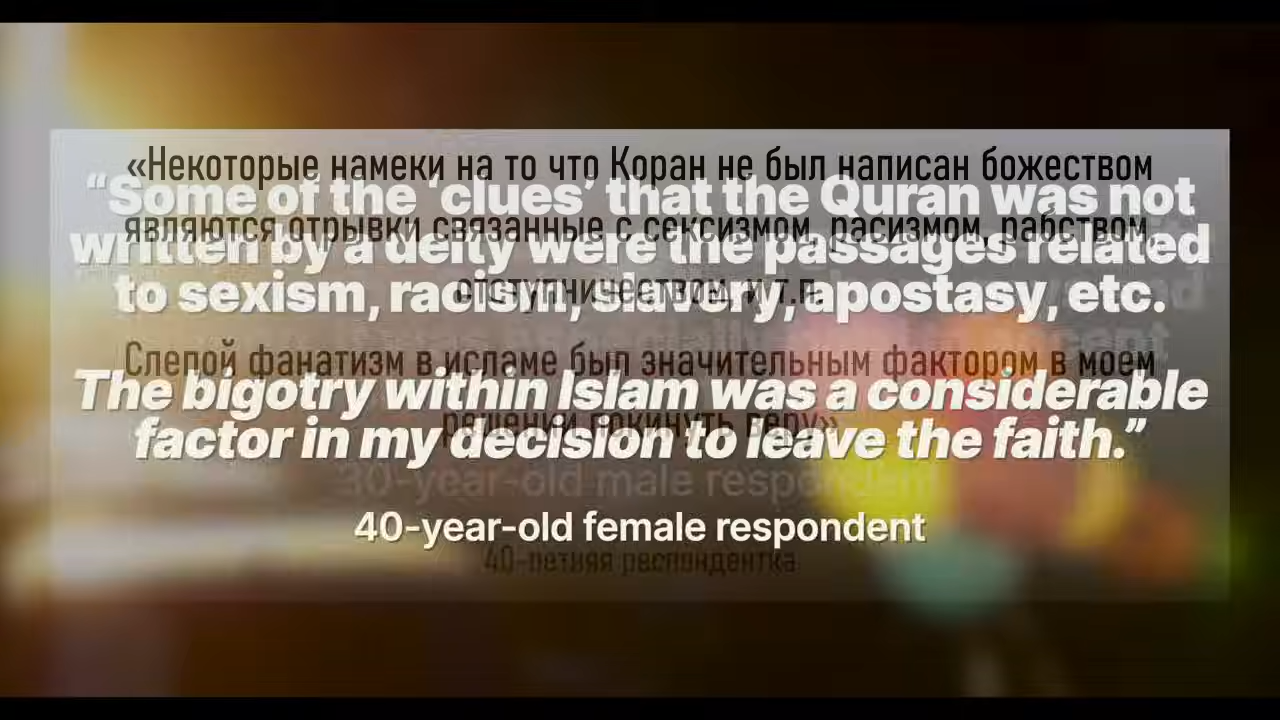 «Некоторые намеки на то что Коран не был написан божеством
“Some of the ‘clues’ that the Quran was not
являются отрывки связанные с сексизмом, расизмом, рабством,
written by a deity were the passages related
отступничеством, и т.п.
to sexism, racism, slavery, apostasy, etc.
Слепой фанатизм в исламе был значительным фактором в моем
The bigotry within Islam was a considerable
решении покинуть веру»
factor in my decision to leave the faith.”
30-year-old male respondent
40-year-old female respondent
40-летняя респондентка